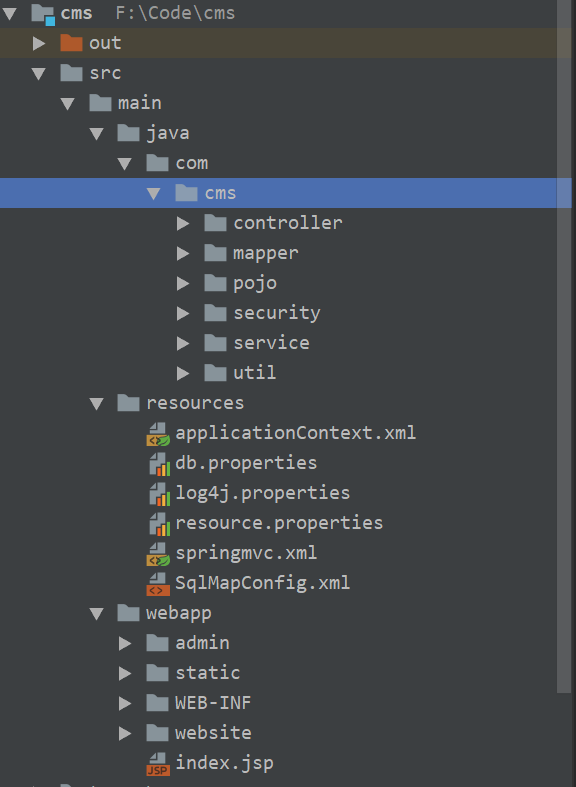 cms F:\Code\cms
out
src
main
java
com
cms
controller
mapper
pojo
security
service
util
resources
applicationContext.xml
db.properties
log4j.properties
resource.properties
springmvc.xml
SqlMapConfig.xml
webapp
admin
static
WEB-INF
website
JSP index.jsp